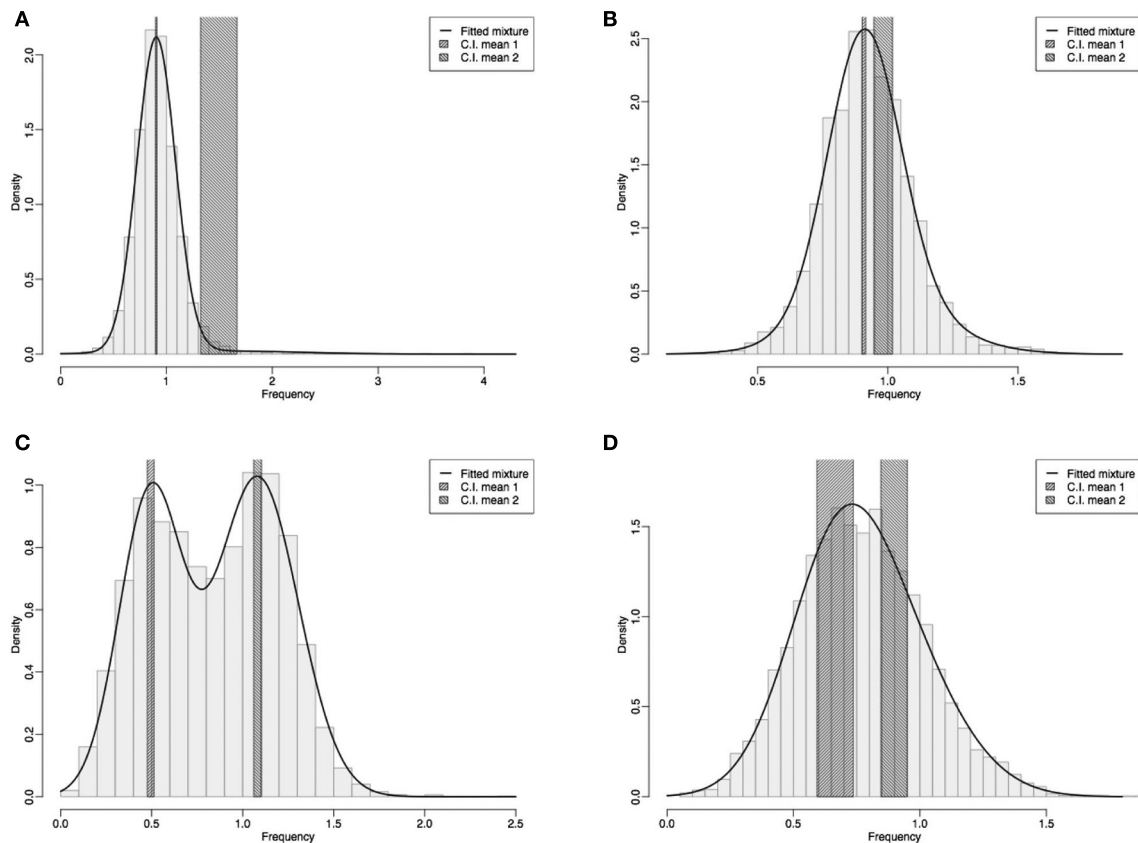 A
Fitted mixture
C.I. mean 1
C.I. mean 2
Density
0.0 0.5 1.0 1.5 2.0
0 1 2 3 4
Frequency
B
Fitted mixture
C.I. mean 1
C.I. mean 2
Density
0.0 0.5 1.0 1.5 2.0 2.5
0.5 1.0 1.5
Frequency
C
Fitted mixture
C.I. mean 1
C.I. mean 2
Density
0.0 0.2 0.4 0.6 0.8 1.0
0.0 0.5 1.0 1.5 2.0 2.5
Frequency
D
Fitted mixture
C.I. mean 1
C.I. mean 2
Density
0.0 0.5 1.0 1.5
0.0 0.5 1.0 1.5
Frequency